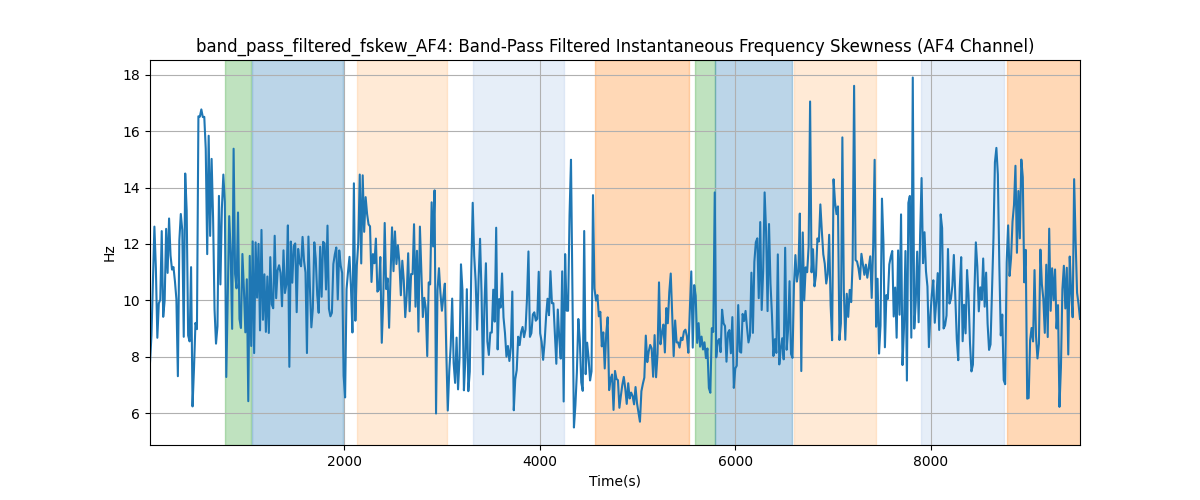 band_pass_filtered_fskew_AF4: Band-Pass Filtered Instantaneous Frequency Skewness (AF4 Channel)
18
16
14
12
10
8
6
Hz
2000 4000 6000 8000
Time(s)